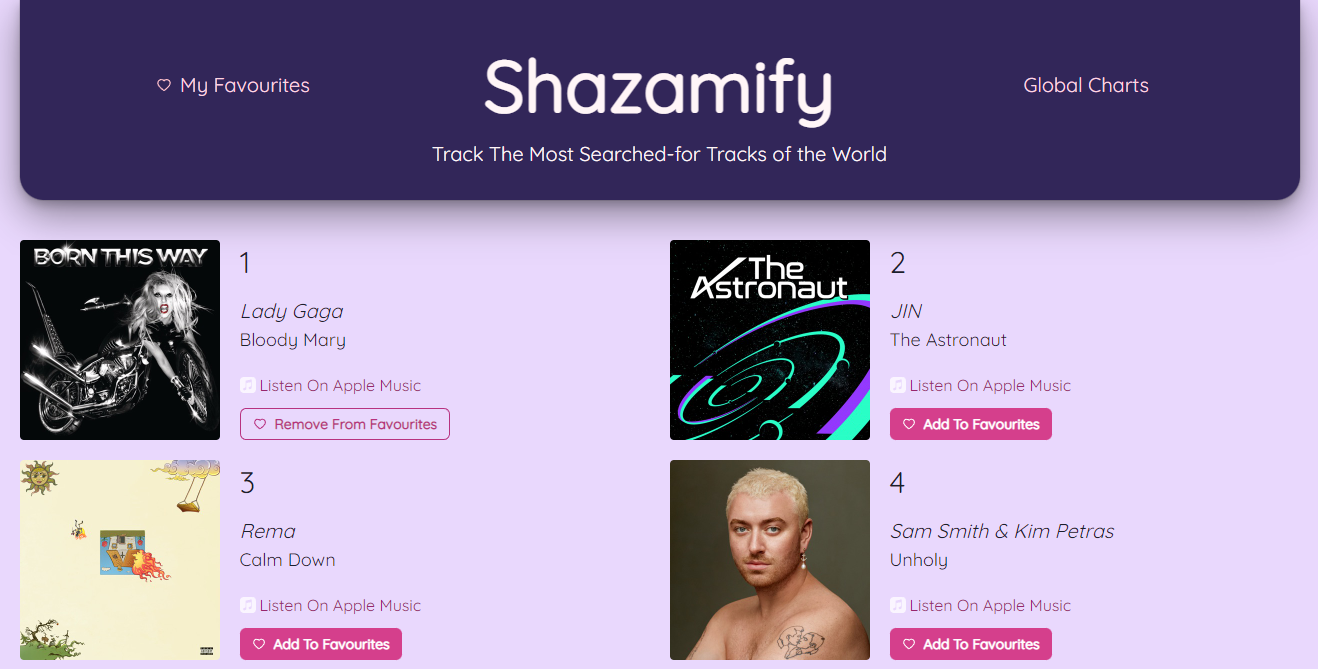 My Favourites
Shazamify
Global Charts
Track The Most Searched-for Tracks of the World
BORN THIS WAY
1
Lady Gaga
Bloody Mary
Listen On Apple Music
Remove From Favourites
The
Astronaut
2
JIN
The Astronaut
Listen On Apple Music
Add To Favourites
3
Rema
Calm Down
Listen On Apple Music
Add To Favourites
4
Sam Smith & Kim Petras
Unholy
Listen On Apple Music
Add To Favourites